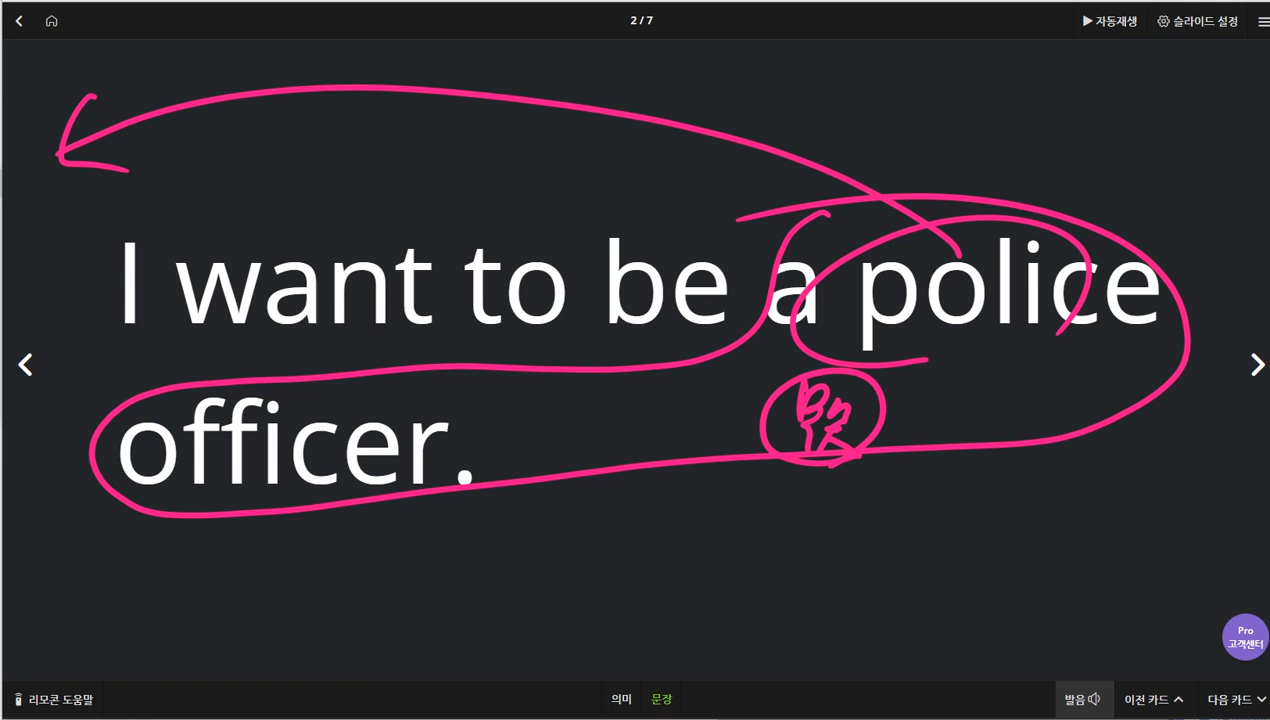 2 / 7
자동재생
슬라이드 설정
I want to be a police
officer.
Pro
고객센터
리모콘 도움말
의미
문장
발음
이전 카드
다음 카드